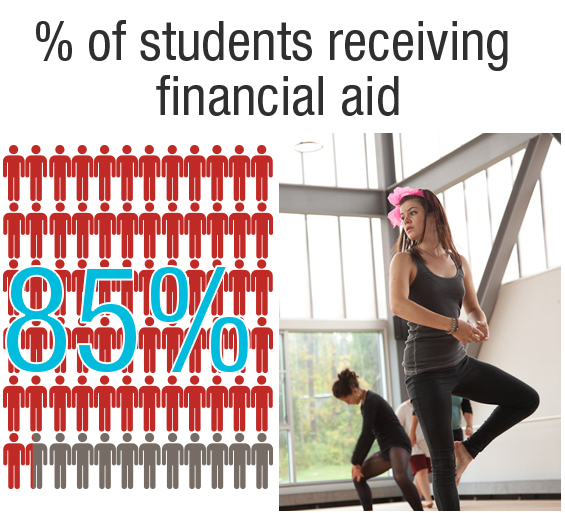 % of students receiving
financial aid
85%